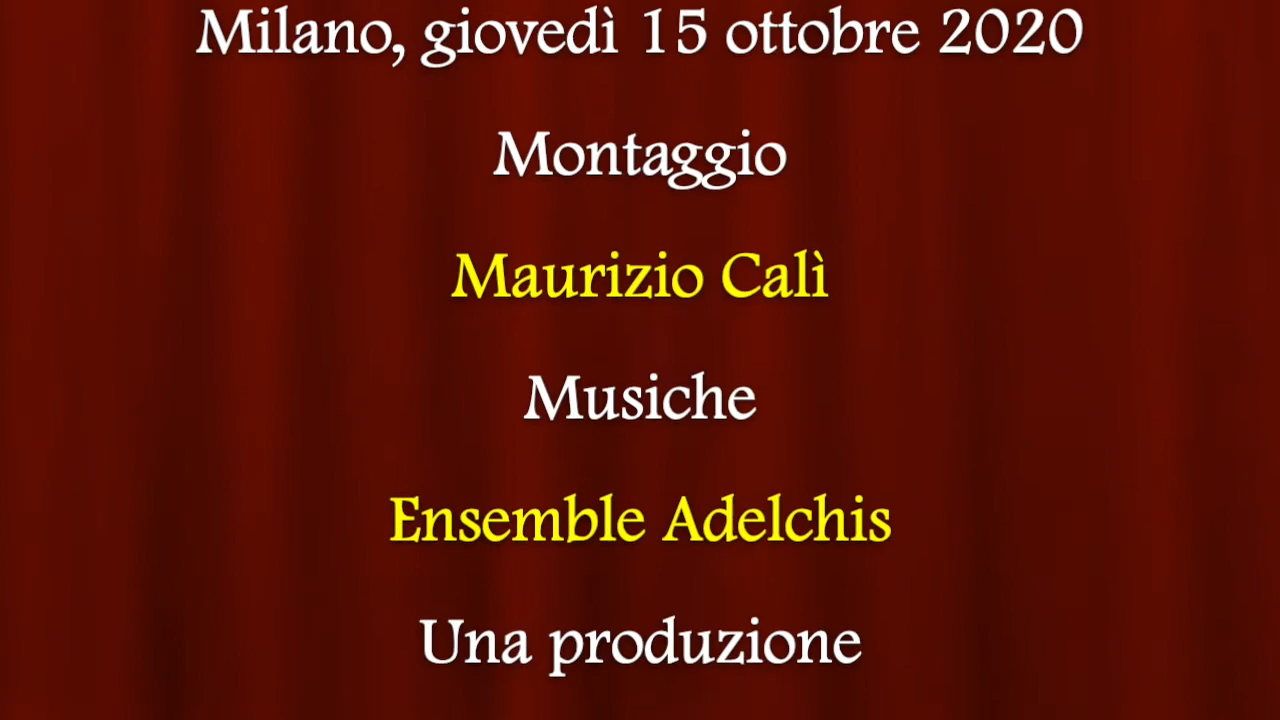 Milano, giovedì 15 ottobre 2020
Montaggio
Maurizio Calì
Musiche
Ensemble Adelchis
Una produzione